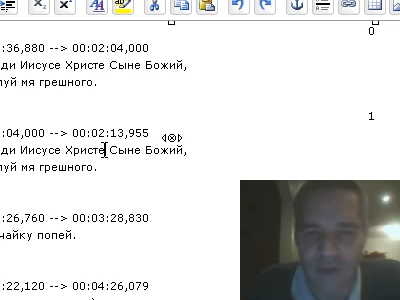 0
:36,880 --> 00:02:04,000
ди Иисусе Христе Сыне Божий,
луй мя грешного.
1
:04,000 --> 00:02:13,955
ди Иисусе Христе Сыне Божий,
луй мя грешного.
:26,760 --> 00:03:28,830
чайку попей.
:22,120 --> 00:04:26,079